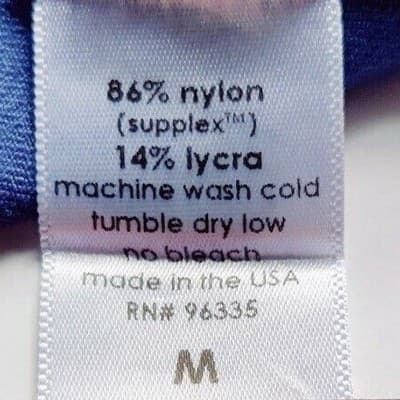 86% nylon
(supplex™)
14% lycra
machine wash cold
tumble dry low
no bleach
made in the USA
RN# 96335
M